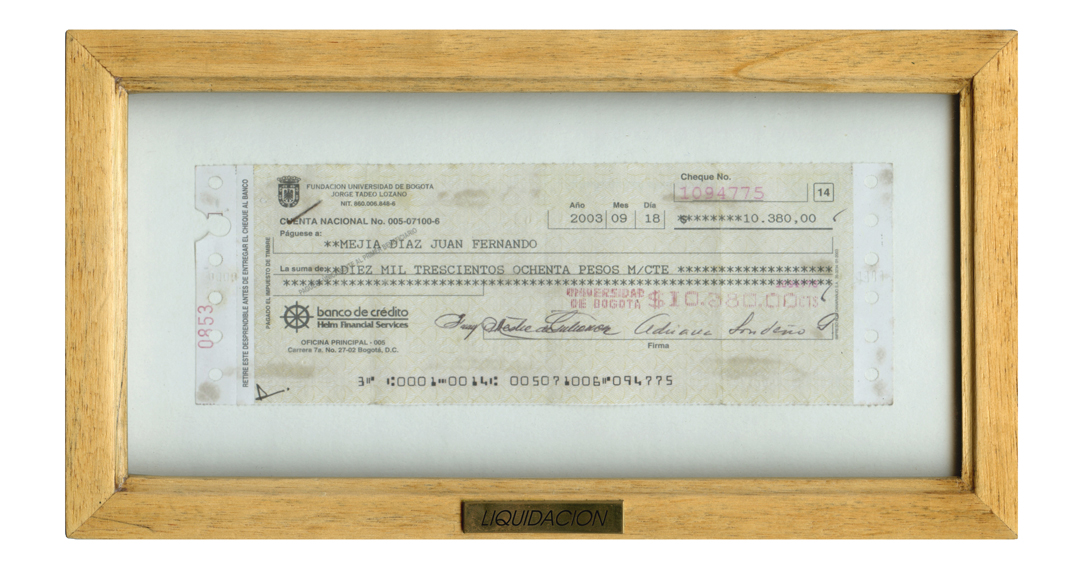 FUNDACION UNIVERSIDAD DE BOGOTA
JORGE TADEO LOZANO
NIT. 860.006.848-6
CUENTA NACIONAL No. 005-07100-6
Cheque No.
1094775
14
Año Mes Día
2003 09 18
$*******10.380,00
Páguese a:
**MEJIA DIAZ JUAN FERNANDO
La suma de: **DIEZ MIL TRESCIENTOS OCHENTA PESOS M/CTE ********************
UNIVERSIDAD
DE BOGOTA
$10.380.00CTS
banco de crédito
Helm Financial Services
OFICINA PRINCIPAL - 005
Carrera 7a. No. 27-02 Bogotá, D.C.
Adriana Londoño
Firma
0001 0014 005071006 094775
RETIRE ESTE DESPRENDIBLE ANTES DE ENTREGAR EL CHEQUE AL BANCO
0853
PAGADO EL IMPUESTO DE TIMBRE
LIQUIDACION